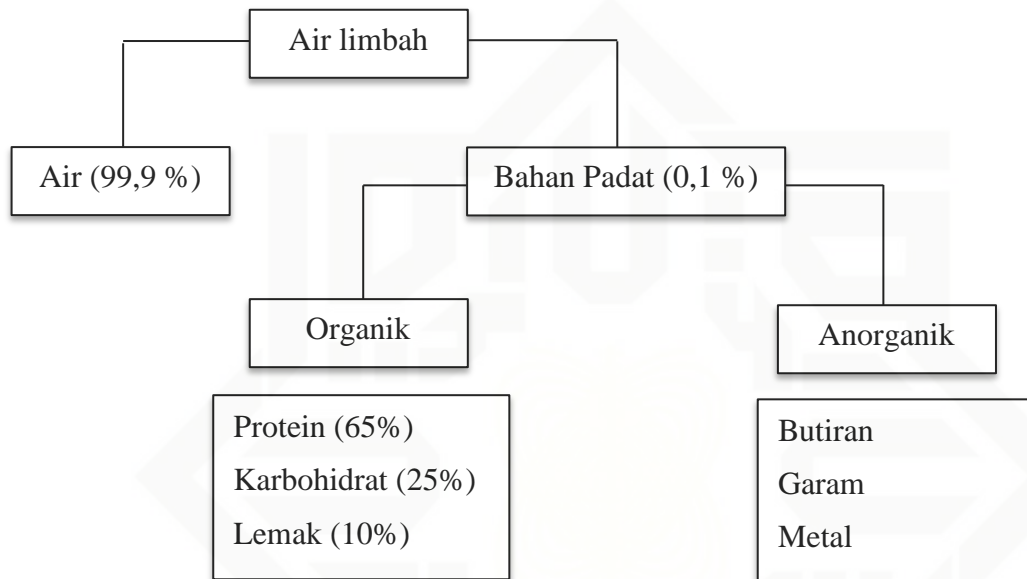 Air limbah
Air (99,9 %)
Bahan Padat (0,1 %)
Organik
Anorganik
Protein (65%)
Karbohidrat (25%)
Lemak (10%)
Butiran
Garam
Metal